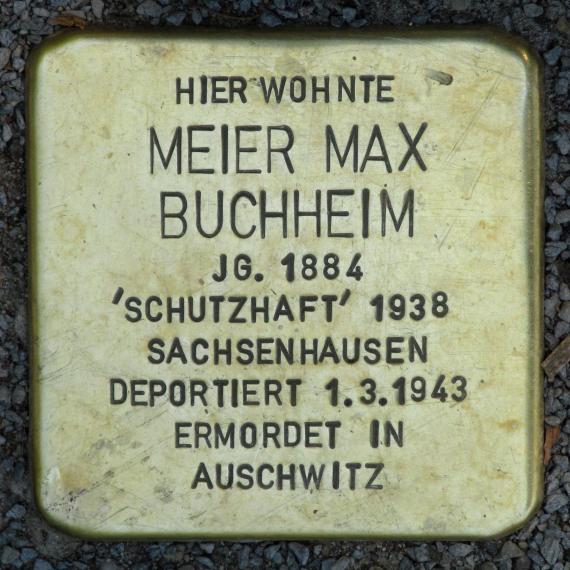 HIER WOHNTE
MEIER MAX
BUCHHEIM
JG. 1884
'SCHUTZHAFT' 1938
SACHSENHAUSEN
DEPORTIERT 1.3.1943
ERMORDET IN
AUSCHWITZ